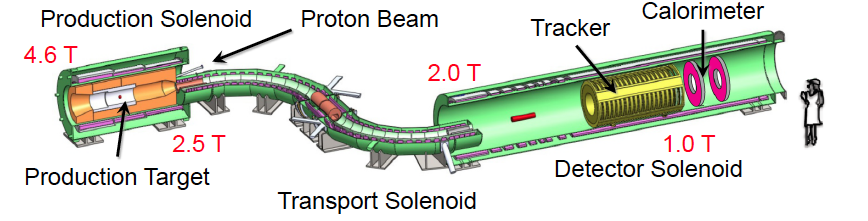 Production Solenoid
Proton Beam
Calorimeter
Tracker
4.6 T
2.0 T
2.5 T
1.0 T
Production Target
Detector Solenoid
Transport Solenoid